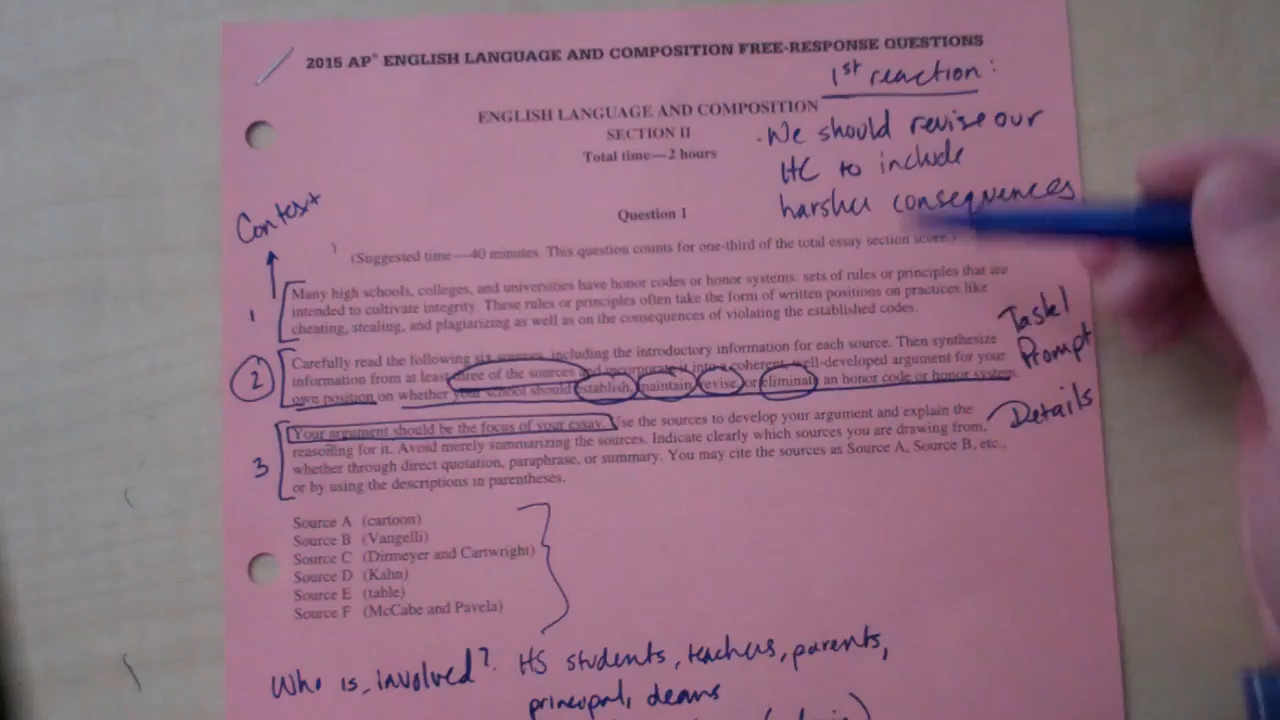 2015 AP® ENGLISH LANGUAGE AND COMPOSITION FREE-RESPONSE QUESTIONS
1st reaction:
ENGLISH LANGUAGE AND COMPOSITION
SECTION II
Total time—2 hours
- We should revise our
HC to include
harsher consequences
Context
Question 1
(Suggested time—40 minutes. This question counts for one-third of the total essay section score.)
1
Many high schools, colleges, and universities have honor codes or honor systems: sets of rules or principles that are
intended to cultivate integrity. These rules or principles often take the form of written positions on practices like
cheating, stealing, and plagiarizing as well as on the consequences of violating the established codes.
Task/
Prompt
2
Carefully read the following six sources, including the introductory information for each source. Then synthesize
information from at least three of the sources and incorporate it into a coherent, well-developed argument for your
own position on whether your school should establish, maintain, revise, or eliminate an honor code or honor system.
Details
3
Your argument should be the focus of your essay. Use the sources to develop your argument and explain the
reasoning for it. Avoid merely summarizing the sources. Indicate clearly which sources you are drawing from,
whether through direct quotation, paraphrase, or summary. You may cite the sources as Source A, Source B, etc.,
or by using the descriptions in parentheses.
Source A (cartoon)
Source B (Vangelli)
Source C (Dirmeyer and Cartwright)
Source D (Kahn)
Source E (table)
Source F (McCabe and Pavela)
Who is involved? HS students, teachers, parents,
principal, deans